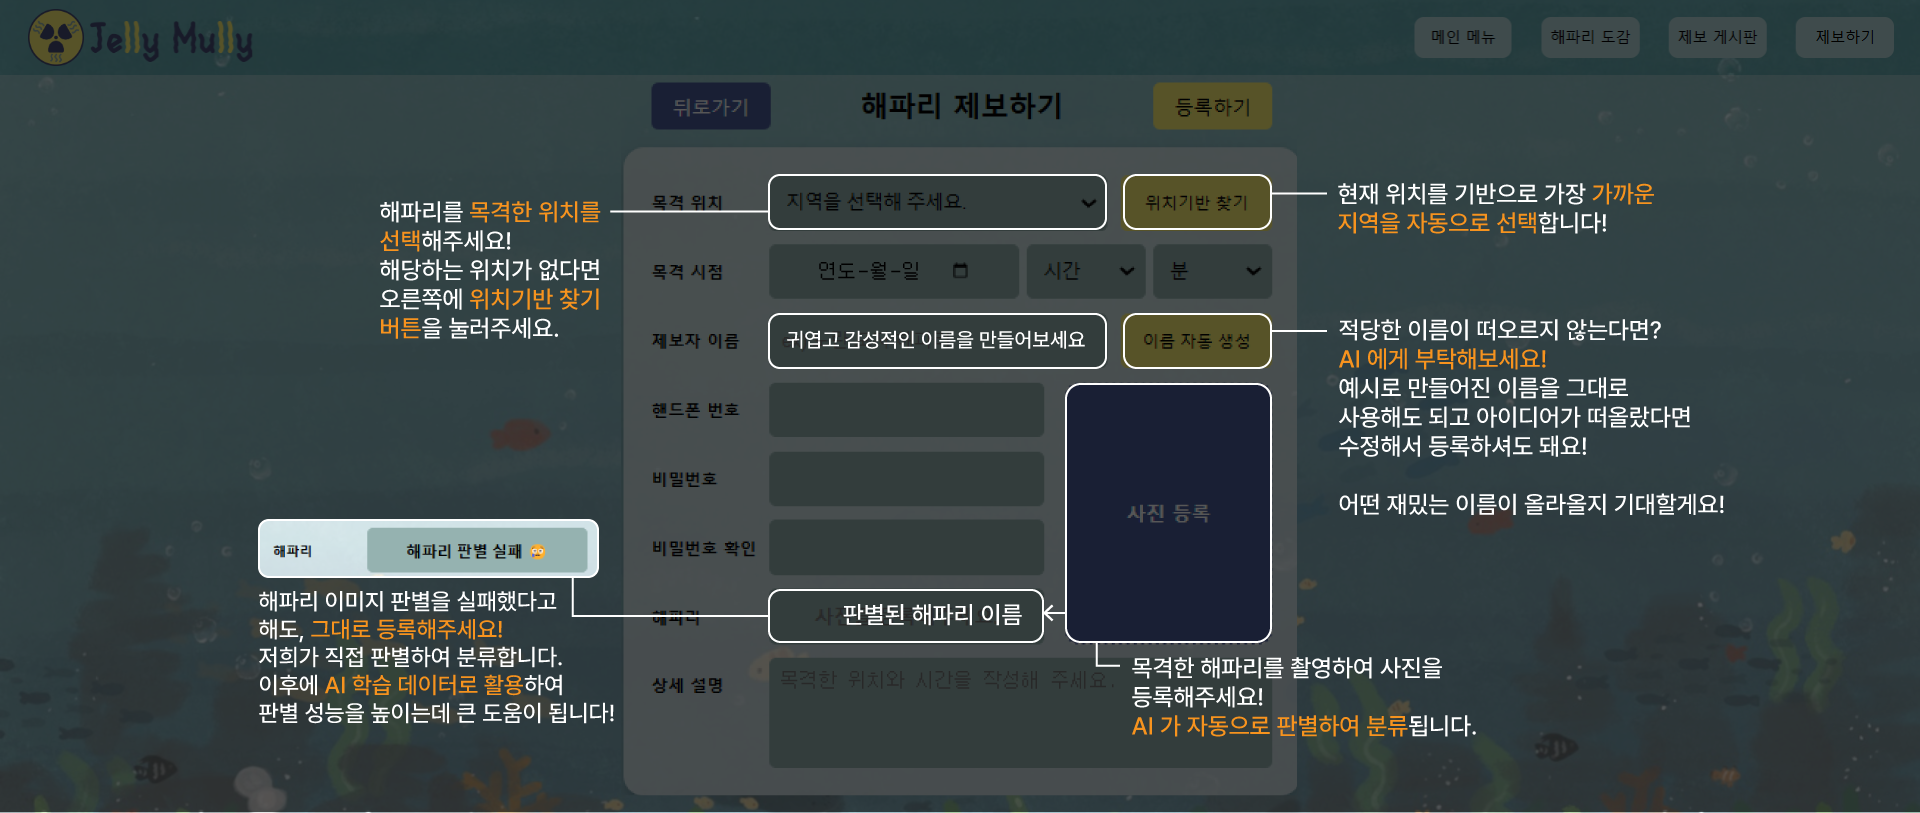 Jelly Mully
메인 메뉴
해파리 도감
제보 게시판
제보하기
뒤로가기
해파리 제보하기
등록하기
목격 위치
지역을 선택해 주세요.
위치기반 찾기
현재 위치를 기반으로 가장 가까운
지역을 자동으로 선택합니다!
해파리를 목격한 위치를
선택해주세요!
해당하는 위치가 없다면
오른쪽에 위치기반 찾기
버튼을 눌러주세요.
목격 시점
연도-월-일
시간
분
제보자 이름
귀엽고 감성적인 이름을 만들어보세요
이름 자동 생성
적당한 이름이 떠오르지 않는다면?
AI 에게 부탁해보세요!
예시로 만들어진 이름을 그대로
사용해도 되고 아이디어가 떠올랐다면
수정해서 등록하셔도 돼요!
어떤 재밌는 이름이 올라올지 기대할게요!
핸드폰 번호
비밀번호
비밀번호 확인
사진 등록
해파리
해파리 판별 실패
해파리 이미지 판별을 실패했다고
해도, 그대로 등록해주세요!
저희가 직접 판별하여 분류합니다.
이후에 AI 학습 데이터로 활용하여
판별 성능을 높이는데 큰 도움이 됩니다!
해파리
판별된 해파리 이름
상세 설명
목격한 위치와 시간을 작성해 주세요.
목격한 해파리를 촬영하여 사진을
등록해주세요!
AI 가 자동으로 판별하여 분류됩니다.